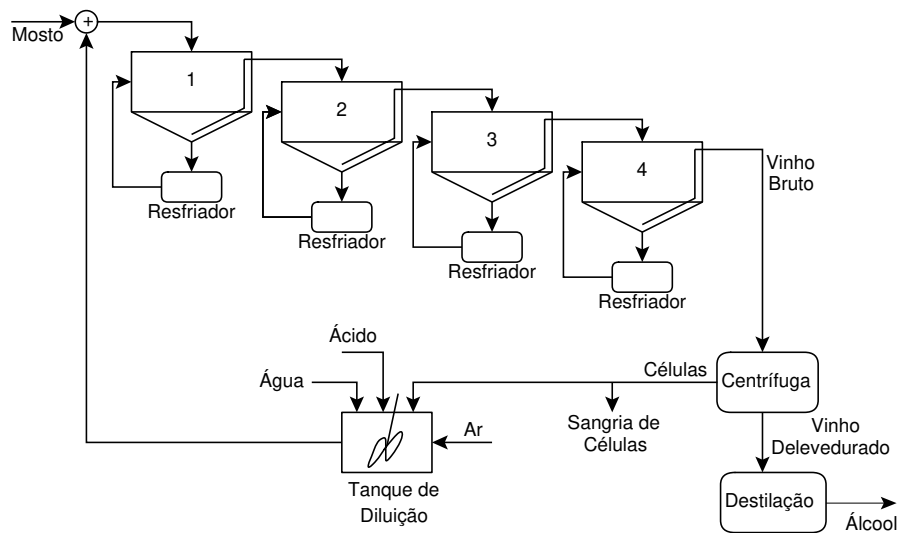 Mosto
+
1
2
3
4
Resfriador
Resfriador
Resfriador
Resfriador
Vinho
Bruto
Ácido
Água
Células
Centrífuga
Sangria de
Células
Ar
Vinho
Delevedurado
Tanque de
Diluição
Destilação
Álcool